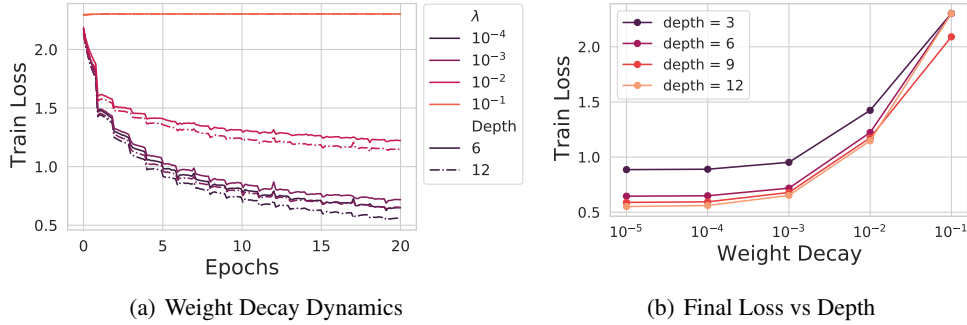 2.0
1.5
1.0
0.5
0
5
10
15
20
Train Loss
Epochs
λ
10⁻⁴
10⁻³
10⁻²
10⁻¹
Depth
6
12
(a) Weight Decay Dynamics
2.0
1.5
1.0
0.5
10⁻⁵
10⁻⁴
10⁻³
10⁻²
10⁻¹
Train Loss
Weight Decay
depth = 3
depth = 6
depth = 9
depth = 12
(b) Final Loss vs Depth